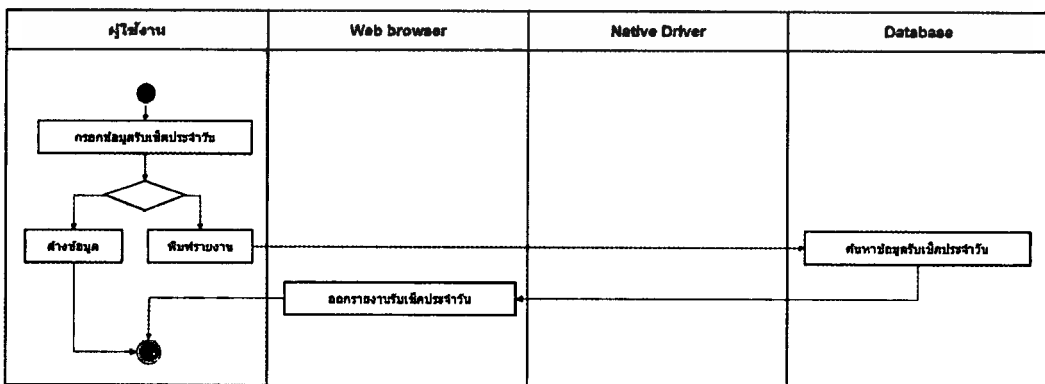 ผู้ใช้งาน
Web browser
Native Driver
Database
กรอกข้อมูลรับเช็คประจำวัน
ล้างข้อมูล
พิมพ์รายงาน
ค้นหาข้อมูลรับเช็คประจำวัน
ออกรายงานรับเช็คประจำวัน